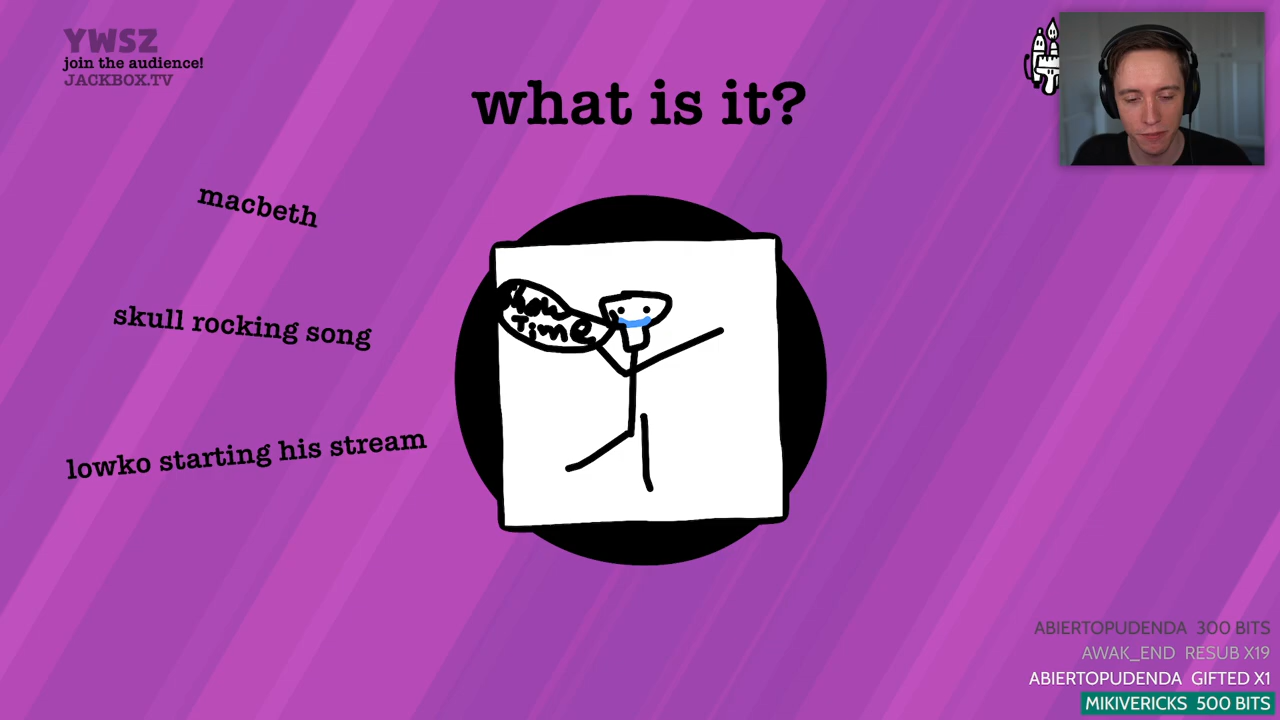 YWSZ
join the audience!
JACKBOX.TV
what is it?
macbeth
skull rocking song
lowko starting his stream
show
Time
ABIERTOPUDENDA 300 BITS
AWAK_END RESUB X19
ABIERTOPUDENDA GIFTED X1
MIKIVERICKS 500 BITS